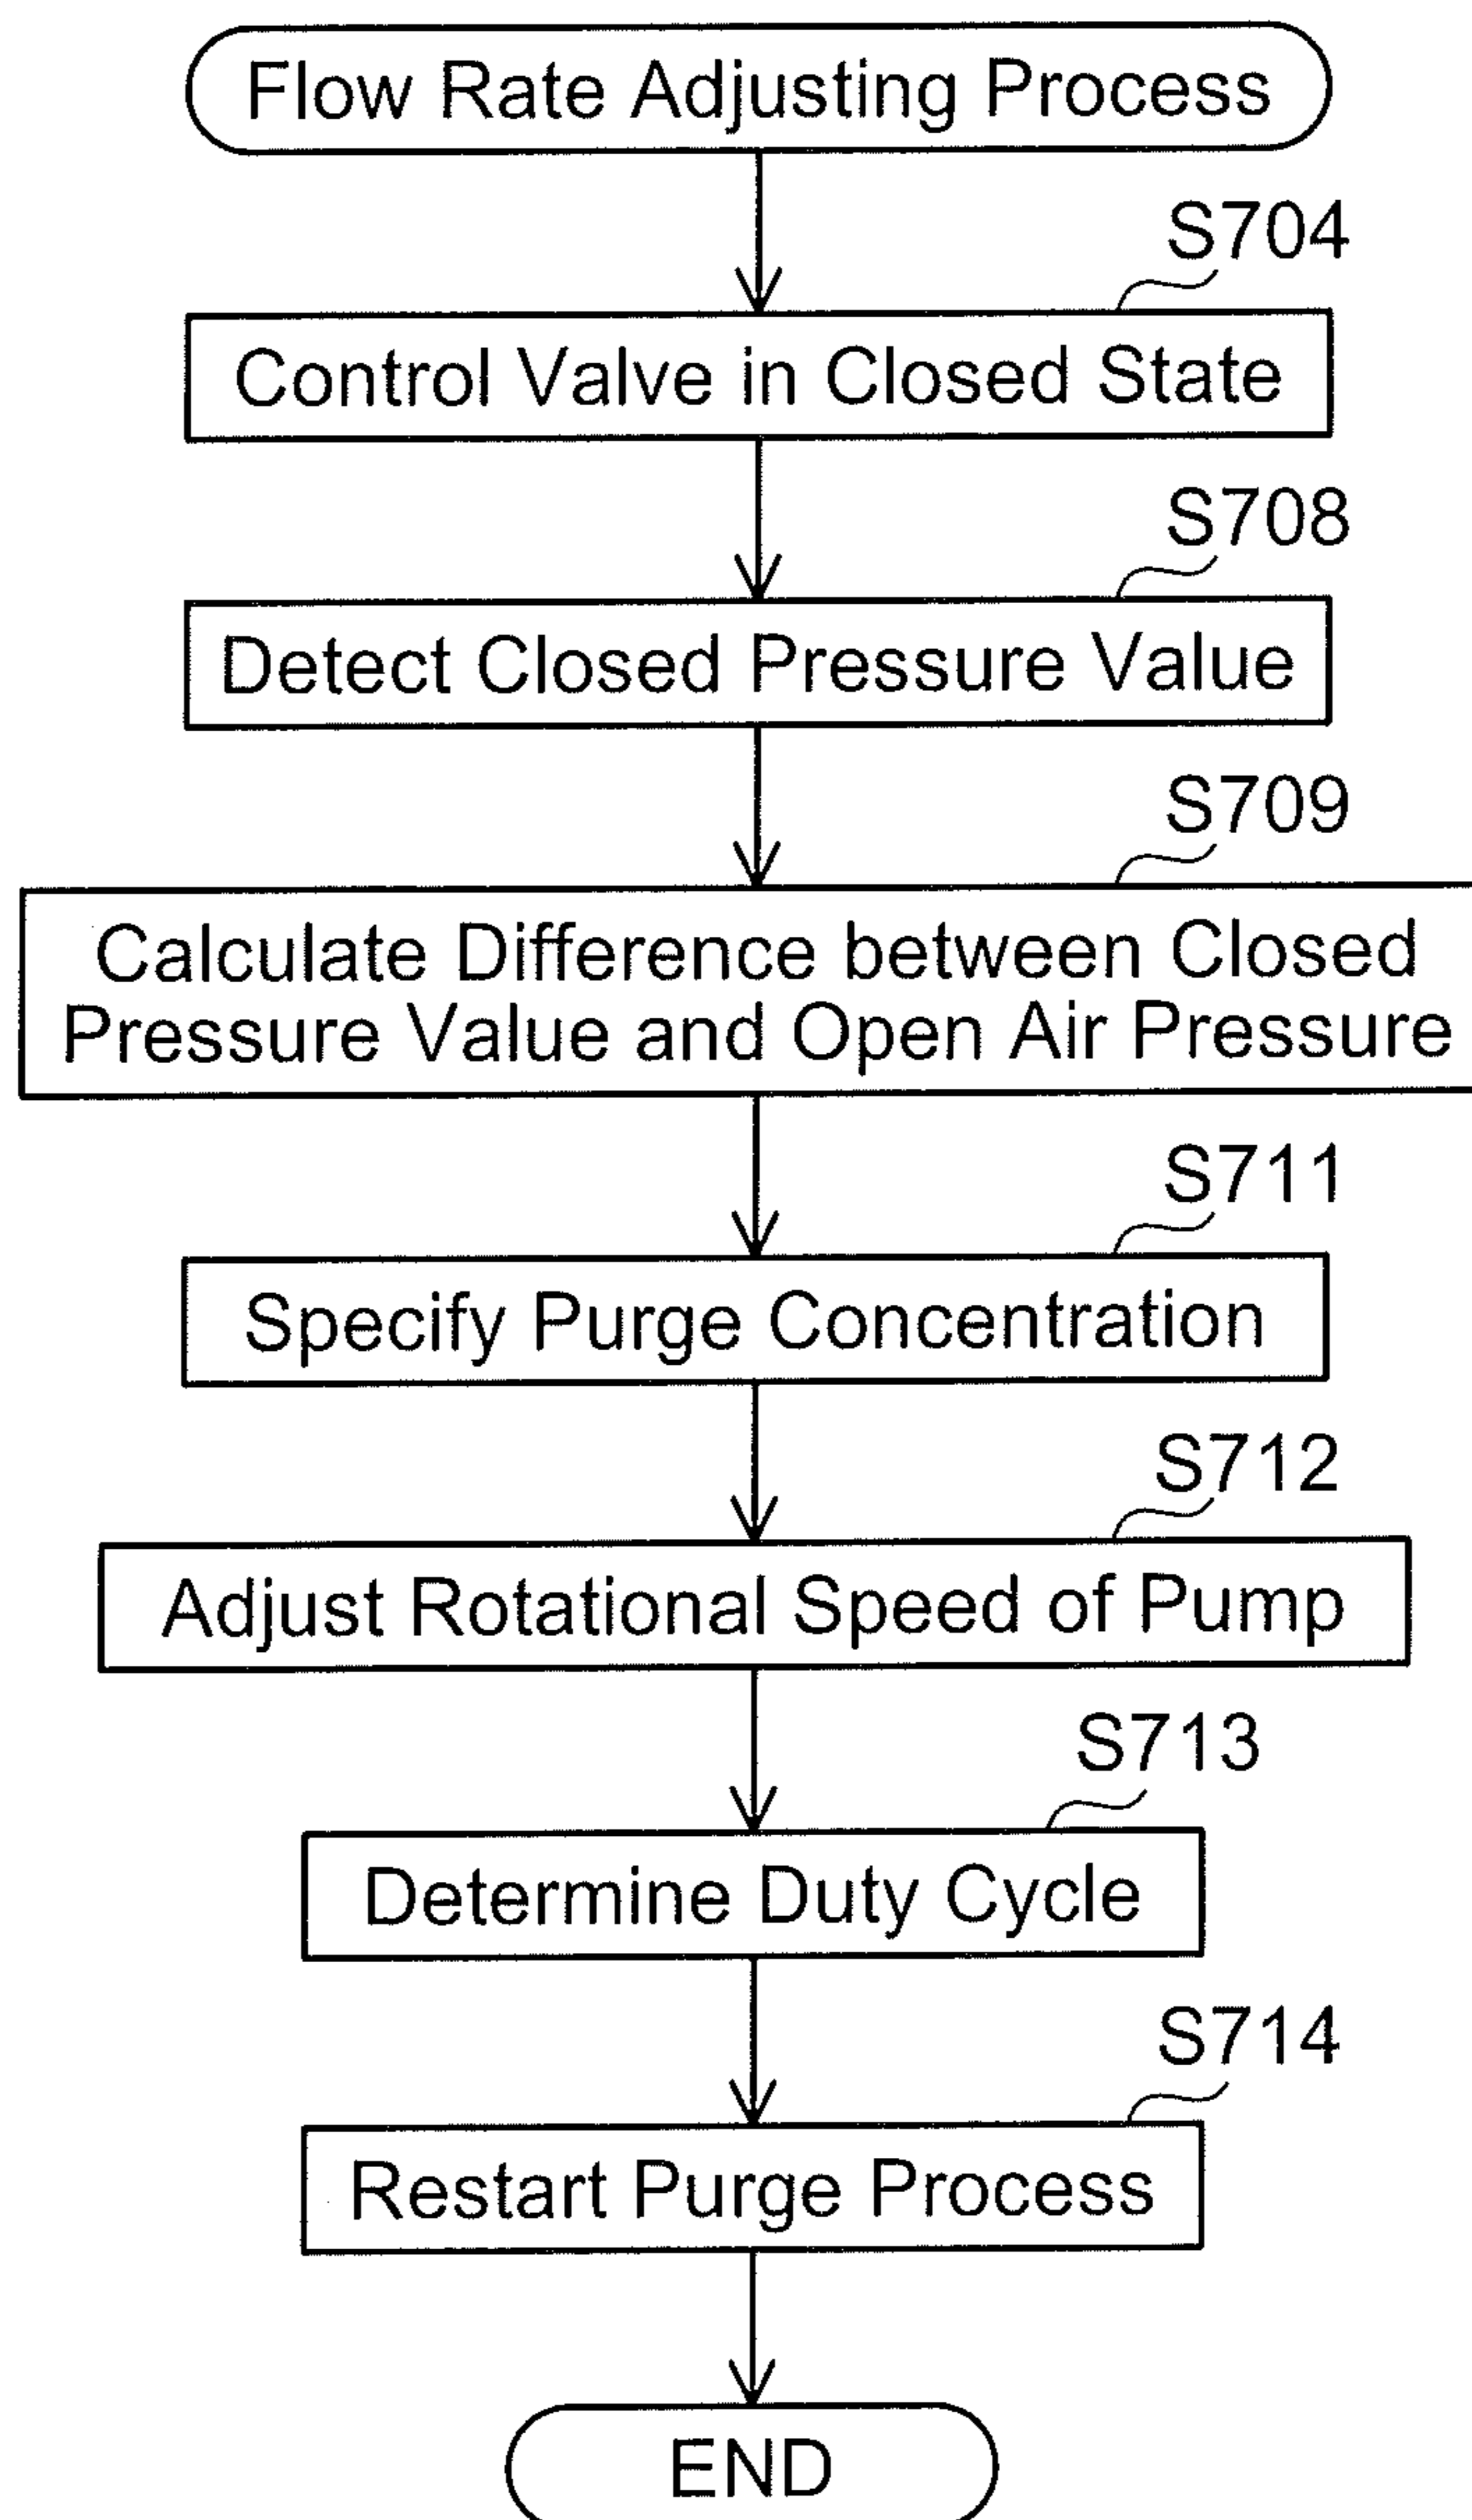 Flow Rate Adjusting Process
S704
Control Valve in Closed State
S708
Detect Closed Pressure Value
S709
Calculate Difference between Closed
Pressure Value and Open Air Pressure
S711
Specify Purge Concentration
S712
Adjust Rotational Speed of Pump
S713
Determine Duty Cycle
S714
Restart Purge Process
END